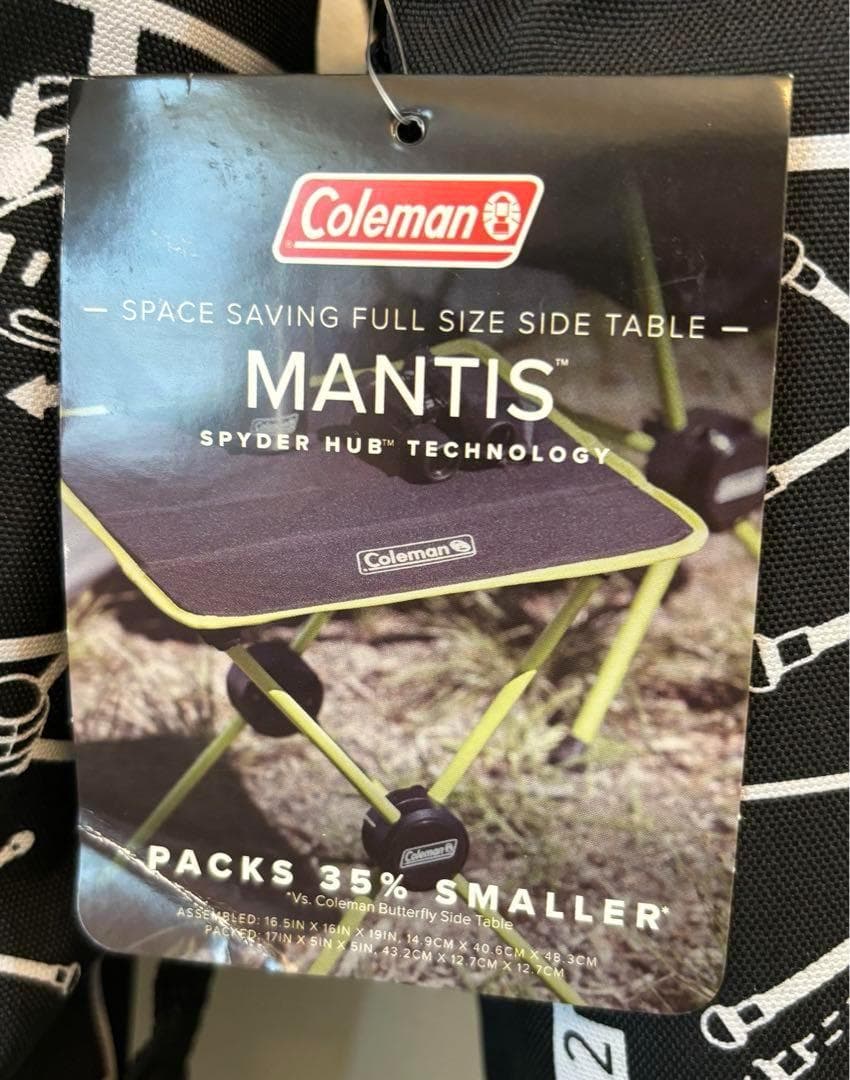 Coleman
— SPACE SAVING FULL SIZE SIDE TABLE —
MANTIS™
SPYDER HUB™ TECHNOLOGY
Coleman
Coleman
PACKS 35% SMALLER*
*Vs. Coleman Butterfly Side Table
ASSEMBLED: 16.5IN X 16IN X 19IN, 14.9CM X 40.6CM X 48.3CM
PACKED: 17IN X 5IN X 5IN, 43.2CM X 12.7CM X 12.7CM
2